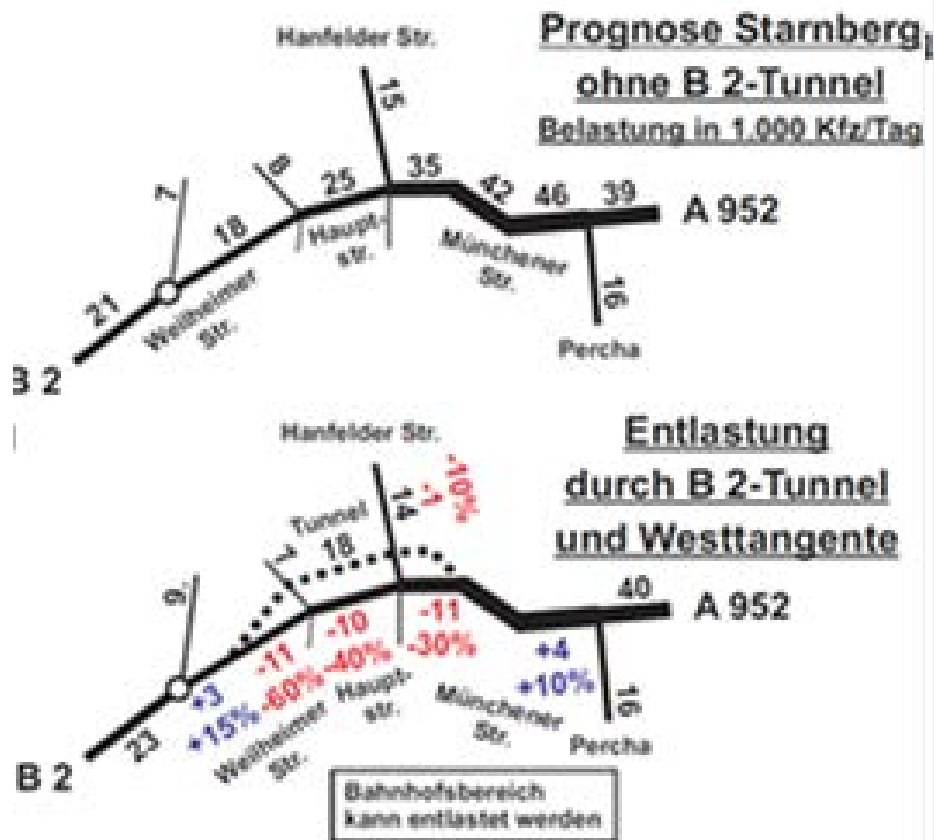 Prognose Starnberg
ohne B 2-Tunnel
Belastung in 1.000 Kfz/Tag
Hanfelder Str.
15
8
25
35
42
46
39
A 952
7
18
Haupt-
str.
Münchener
Str.
16
Percha
21
Weilheimer
Str.
B 2
Entlastung
durch B 2-Tunnel
und Westtangente
Hanfelder Str.
-10%
-1
14
Tunnel
18
7
9
40
A 952
-11
-10
-11
+4
+3
-60%
-40%
-30%
+10%
+15%
23
Weilheimer
Str.
Haupt-
str.
Münchener
Str.
16
Percha
B 2
Bahnhofsbereich
kann entlastet werden